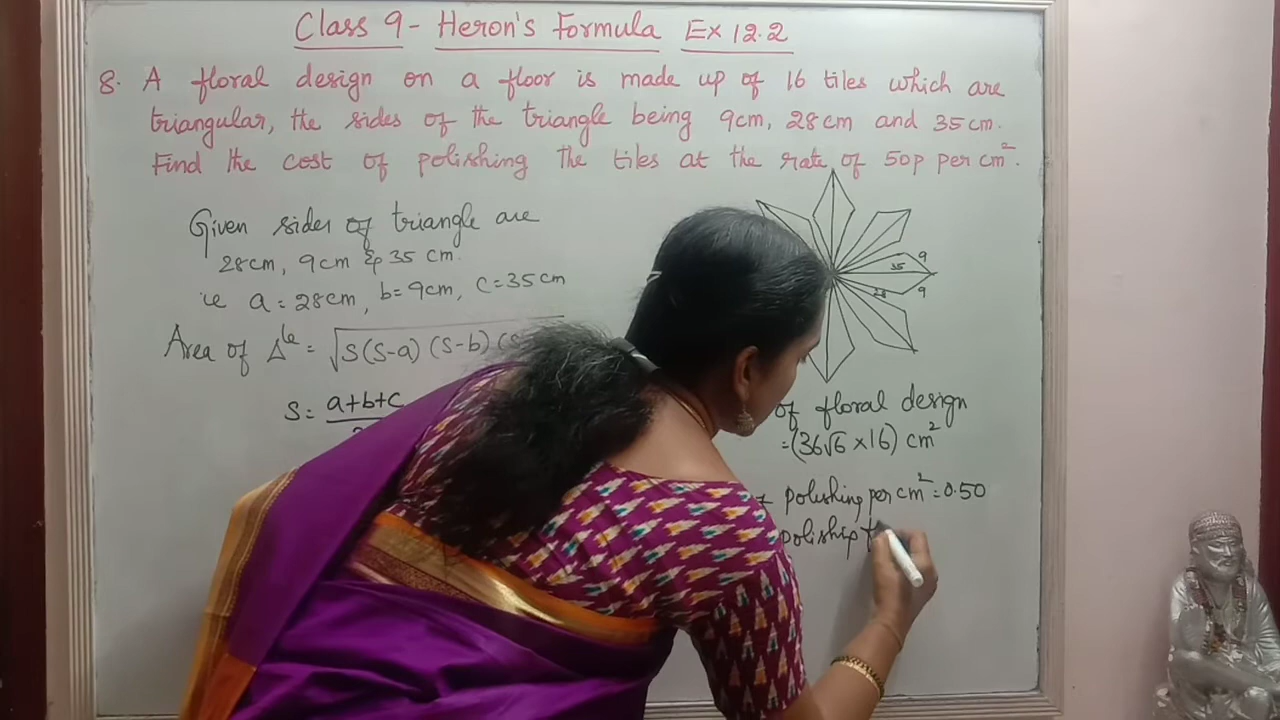 Class 9 - Heron's Formula Ex 12.2
8. A floral design on a floor is made up of 16 tiles which are
triangular, the sides of the triangle being 9cm, 28cm and 35cm.
Find the cost of polishing the tiles at the rate of 50p per cm².
Given sides of triangle are
28cm, 9cm & 35 cm.
ie a = 28cm, b = 9cm, c = 35cm
Area of Δle = √s(s-a) (s-b) (s
S = a+b+c
9
35
28
9
of floral design
= (36√6 × 16) cm²
polishing per cm² = 0.50